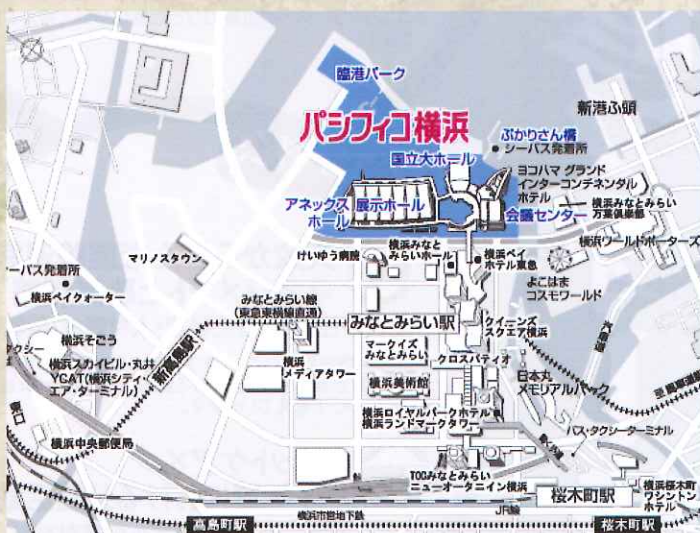 臨港パーク
パシフィコ横浜
国立大ホール
ぷかりさん橋
シーバス発着所
新港ふ頭
ヨコハマ グランド
インターコンチネンタル
ホテル
アネックス
ホール
展示ホール
会議センター
横浜みなとみらい
万葉倶楽部
横浜ワールドポーターズ
けいゆう病院
横浜みなと
みらいホール
横浜ベイ
ホテル東急
よこはま
コスモワールド
マリノスタウン
ーバス発着所
横浜ベイクォーター
みなとみらい線
(東急東横線直通)
みなとみらい駅
クイーンズ
スクエア横浜
汽車道
横浜そごう
タクシー
横浜スカイビル・丸井
YCAT(横浜シティ・
エア・ターミナル)
新高島駅
横浜
メディアタワー
マークイズ
みなとみらい
クロスパティオ
横浜美術館
日本丸
メモリアルパーク
横浜ロイヤルパークホテル
横浜ランドマークタワー
動く歩道
バス・タクシーターミナル
東口
横浜中央郵便局
TOCみなとみらい
ニューオータニイン横浜
桜木町駅
横浜桜木町
ワシントン
ホテル
JR線
横浜市営地下鉄
高島町駅
桜木町駅